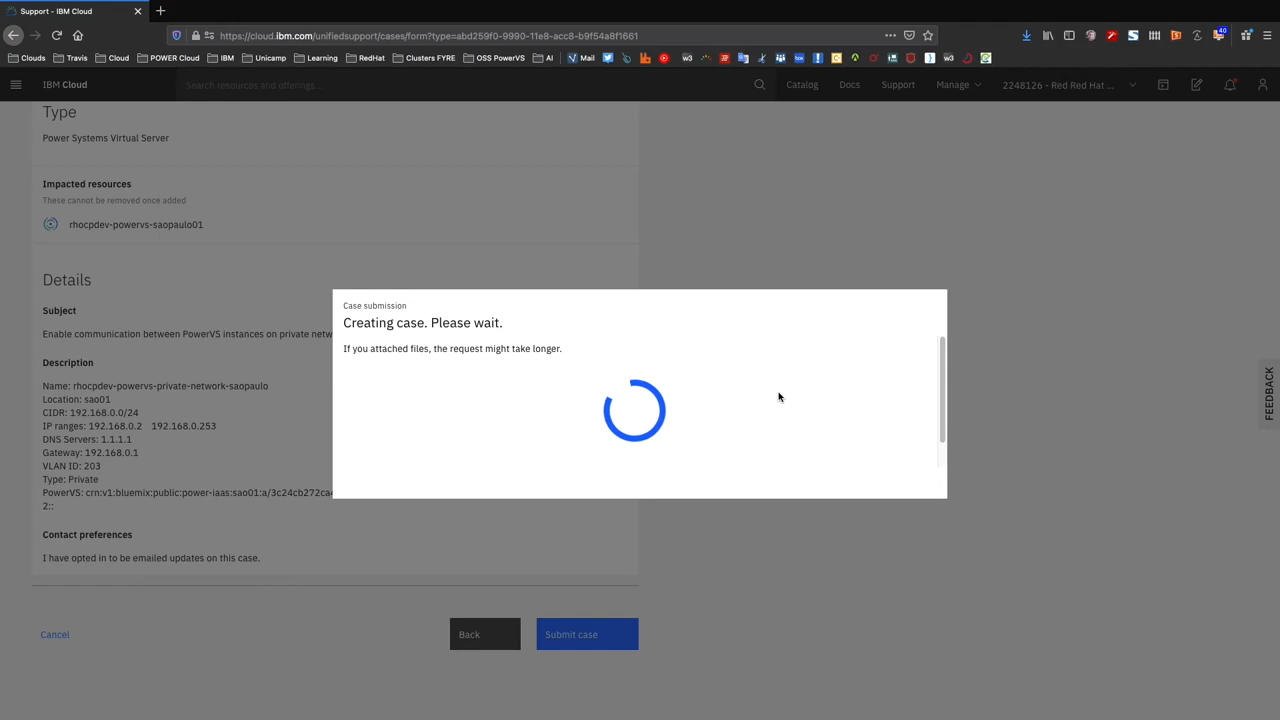 Support - IBM Cloud
https://cloud.ibm.com/unifiedsupport/cases/form?type=abd259f0-9990-11e8-acc8-b9f54a8f1661
40
Clouds Travis Cloud POWER Cloud IBM Unicamp Learning RedHat Clusters FYRE OSS PowerVS AI Mail w3 w3
IBM Cloud Search resources and offerings... Catalog Docs Support Manage 2248126 - Red Red Hat ...
Type
Power Systems Virtual Server
Impacted resources
These cannot be removed once added
rhocpdev-powervs-saopaulo01
Details
Subject
Enable communication between PowerVS instances on private netw
Description
Name: rhocpdev-powervs-private-network-saopaulo
Location: sao01
CIDR: 192.168.0.0/24
IP ranges: 192.168.0.2 192.168.0.253
DNS Servers: 1.1.1.1
Gateway: 192.168.0.1
VLAN ID: 203
Type: Private
PowerVS: crn:v1:bluemix:public:power-iaas:sao01:a/3c24cb272ca4
2::
Contact preferences
I have opted in to be emailed updates on this case.
Case submission
Creating case. Please wait.
If you attached files, the request might take longer.
Cancel Back Submit case
FEEDBACK